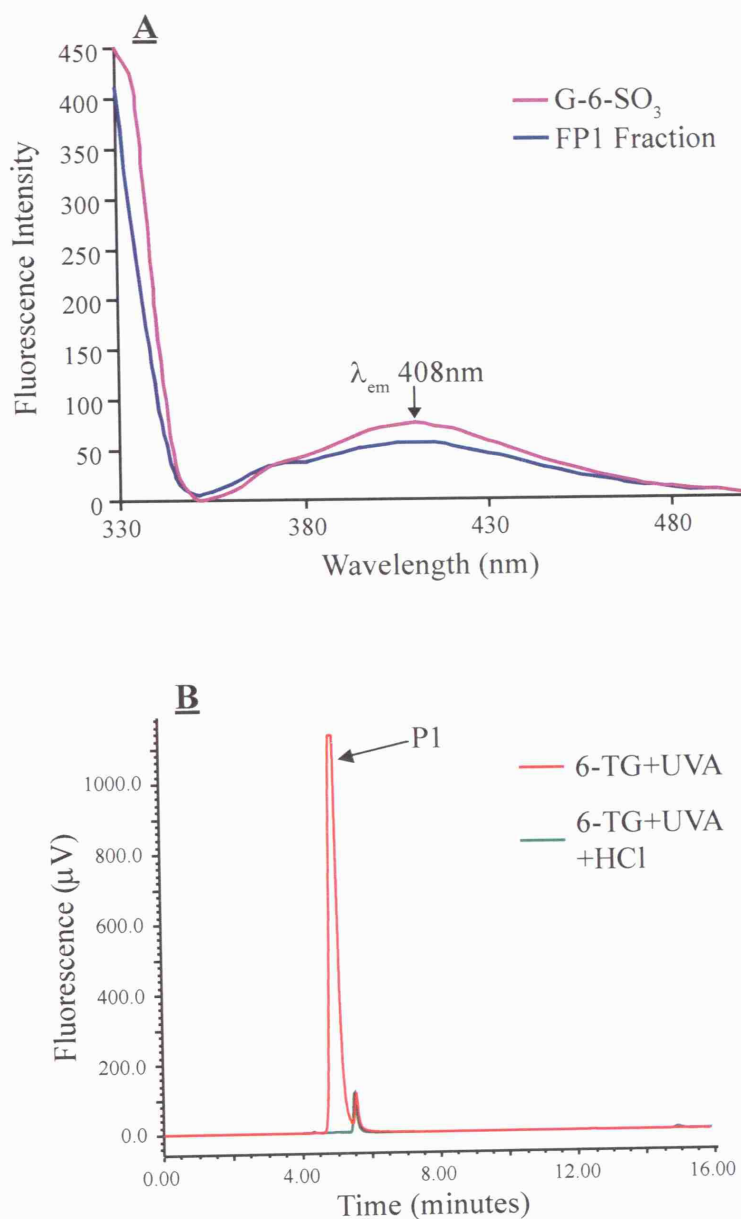 A
450
400
350
300
250
200
150
100
50
0
Fluorescence Intensity
G-6-SO₃
FP1 Fraction
λem 408nm
330 380 430 480
Wavelength (nm)
B
P1
6-TG+UVA
6-TG+UVA
+HCl
1000.0
800.0
600.0
400.0
200.0
0.0
Fluorescence (µV)
0.00 4.00 8.00 12.00 16.00
Time (minutes)